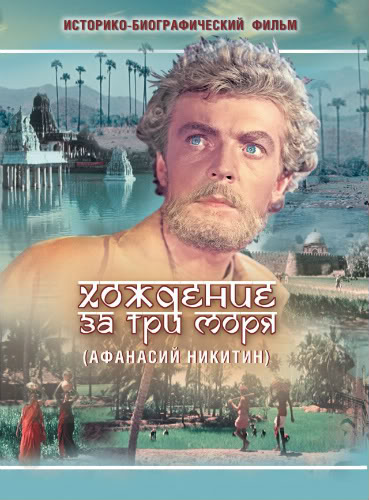 ИСТОРИКО-БИОГРАФИЧЕСКИЙ ФИЛЬМ
ХОЖДЕНИЕ
ЗА ТРИ МОРЯ
(АФАНАСИЙ НИКИТИН)